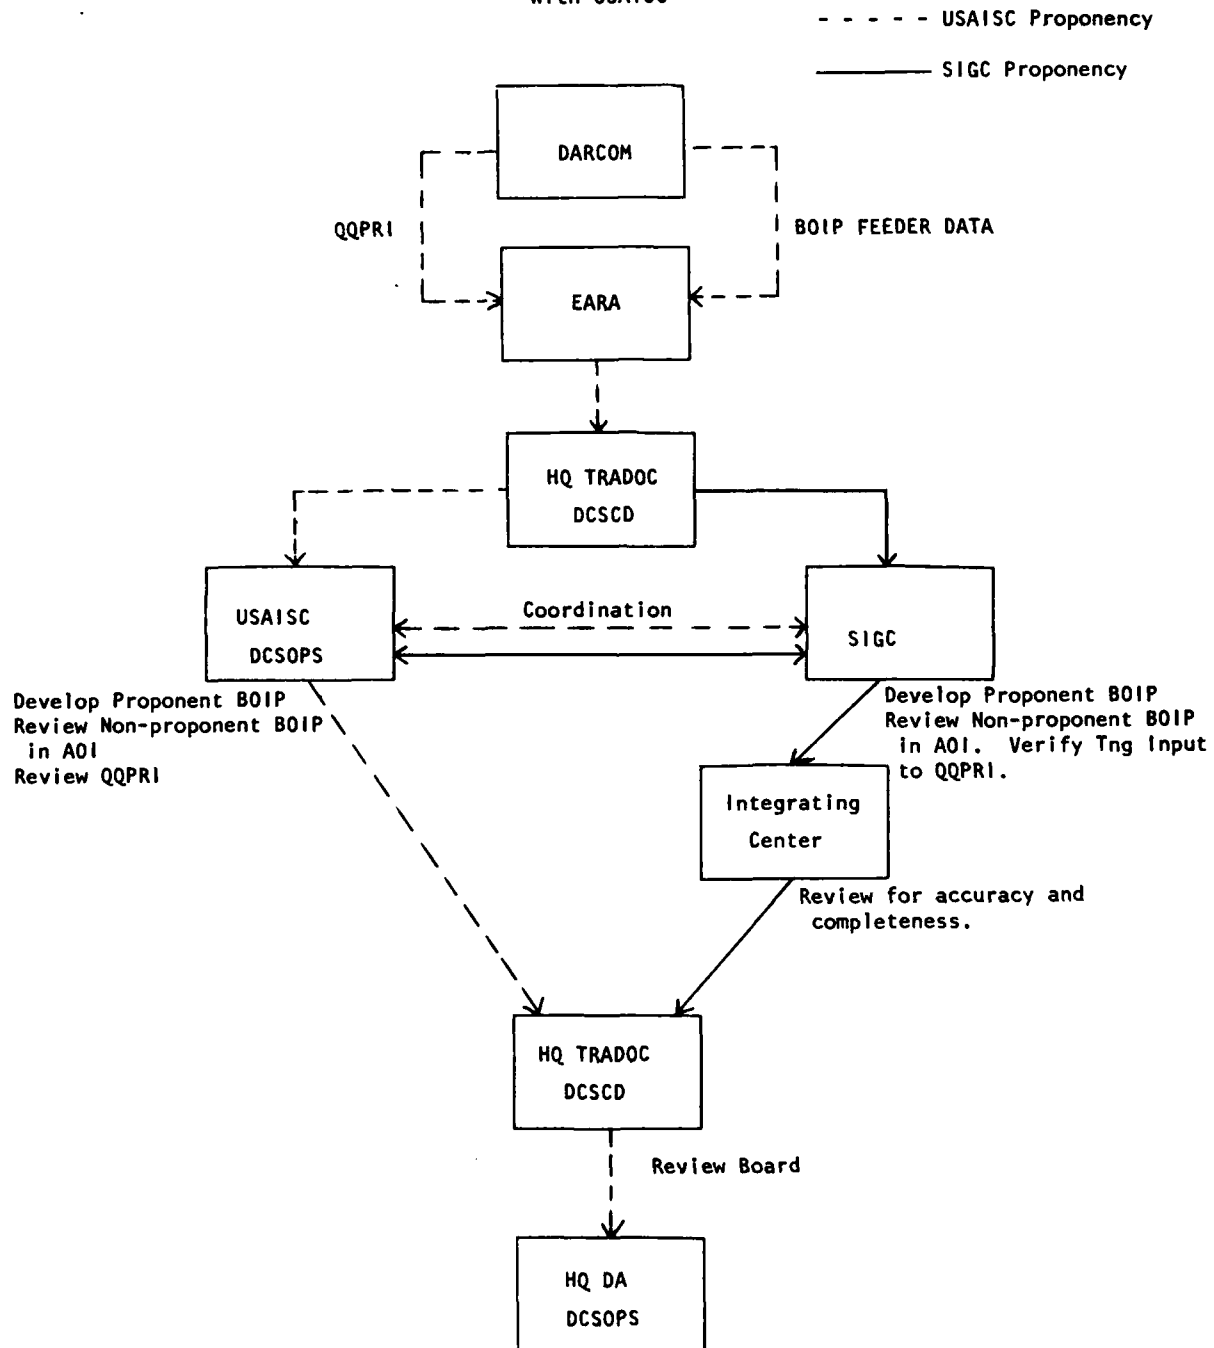 - - - - - USAISC Proponency
——— SIGC Proponency
DARCOM
QQPRI
BOIP FEEDER DATA
EARA
HQ TRADOC
DCSCD
USAISC
DCSOPS
Coordination
SIGC
Develop Proponent BOIP
Review Non-proponent BOIP
in AOI
Review QQPRI
Develop Proponent BOIP
Review Non-proponent BOIP
in AOI. Verify Tng Input
to QQPRI.
Integrating
Center
Review for accuracy and
completeness.
HQ TRADOC
DCSCD
Review Board
HQ DA
DCSOPS